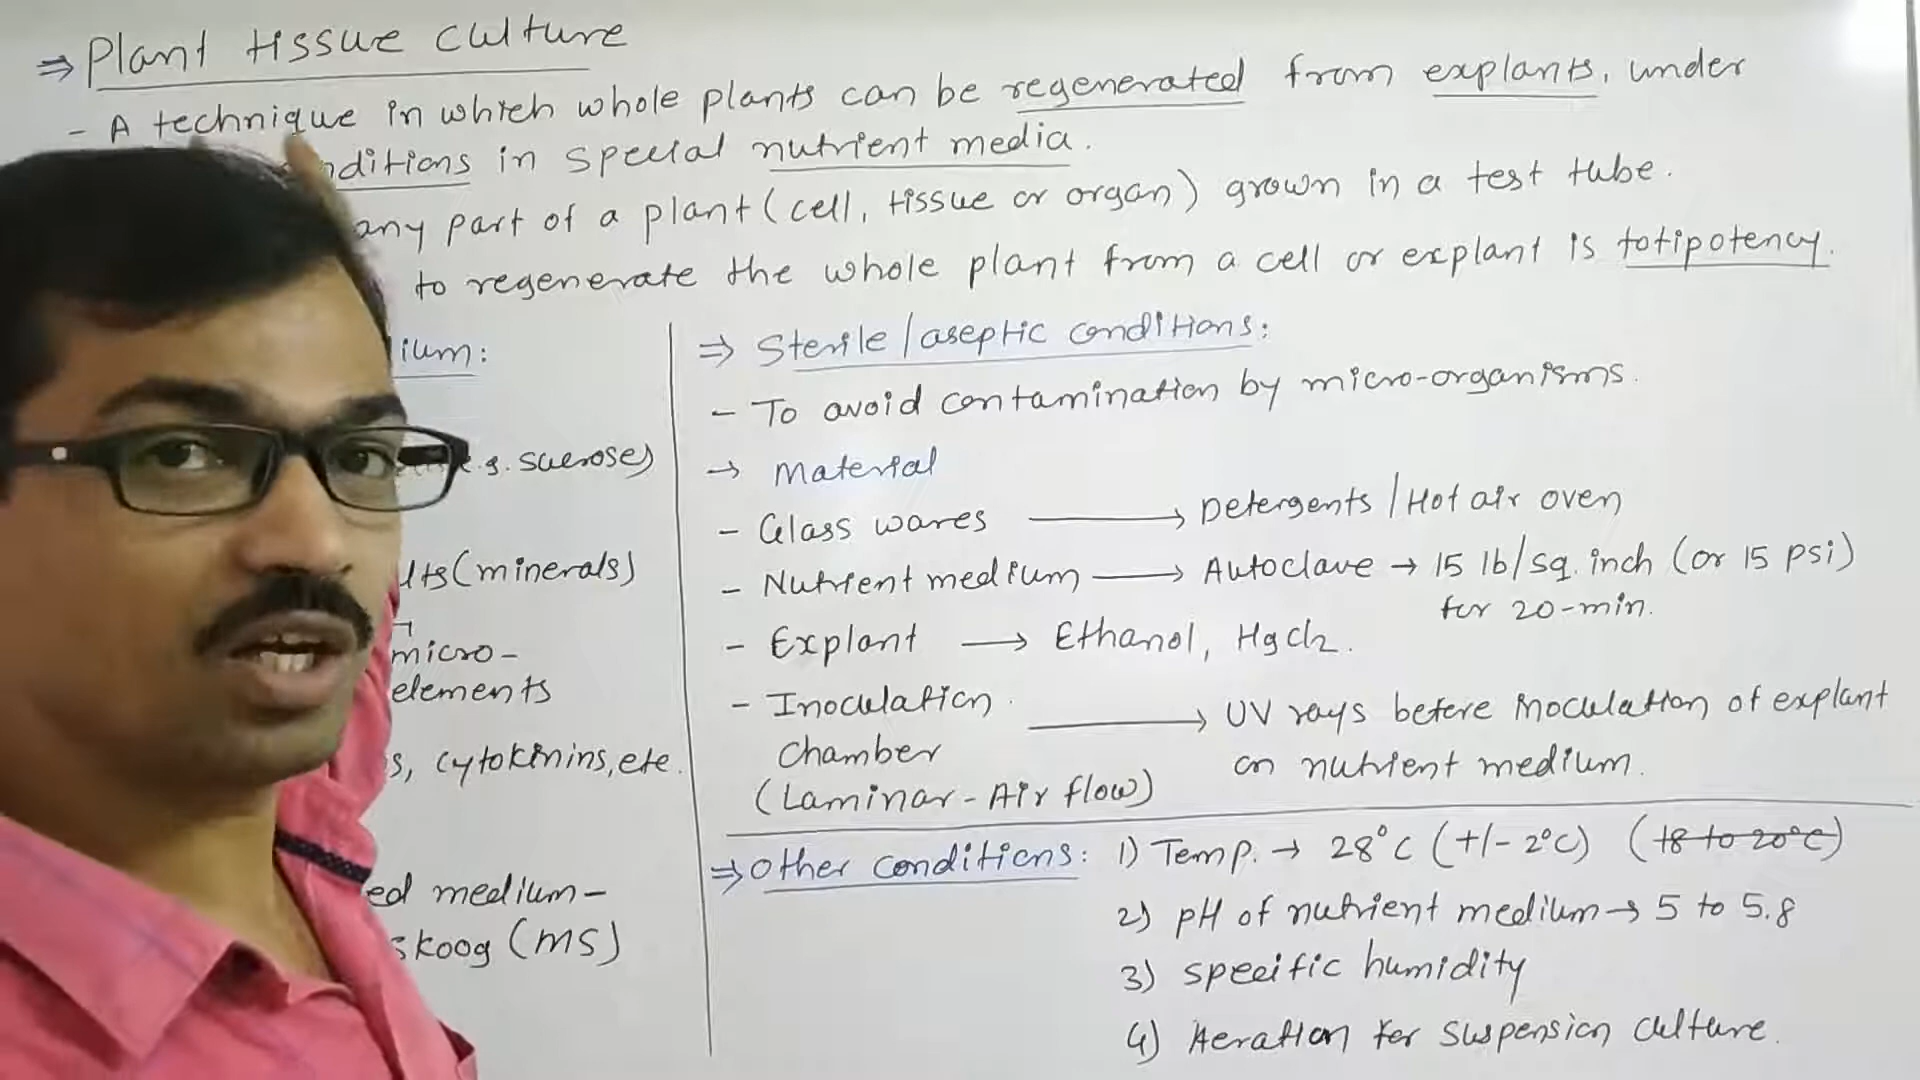 ⇒ Plant tissue culture
- A technique in which whole plants can be regenerated from explants, under
nditions in special nutrient media.
any part of a plant (cell, tissue or organ) grown in a test tube.
to regenerate the whole plant from a cell or explant is totipotency.
ium:
g. sucrose)
lts (minerals)
micro-
elements
s, cytokinins, etc.
ed medium-
skoog (MS)
⇒ Sterile / aseptic conditions:
- To avoid contamination by micro-organisms.
→ Material
- Glass wares → Detergents / Hot air oven
- Nutrient medium → Autoclave → 15 lb/sq. inch (or 15 psi)
for 20-min.
- Explant → Ethanol, HgCl2.
- Inoculation
chamber
(Laminar-Air flow)
→ UV rays before inoculation of explant
on nutrient medium.
⇒ Other conditions: 1) Temp. → 28°C (+/- 2°C) (18 to 20°C)
2) pH of nutrient medium → 5 to 5.8
3) specific humidity
4) Aeration for suspension culture.